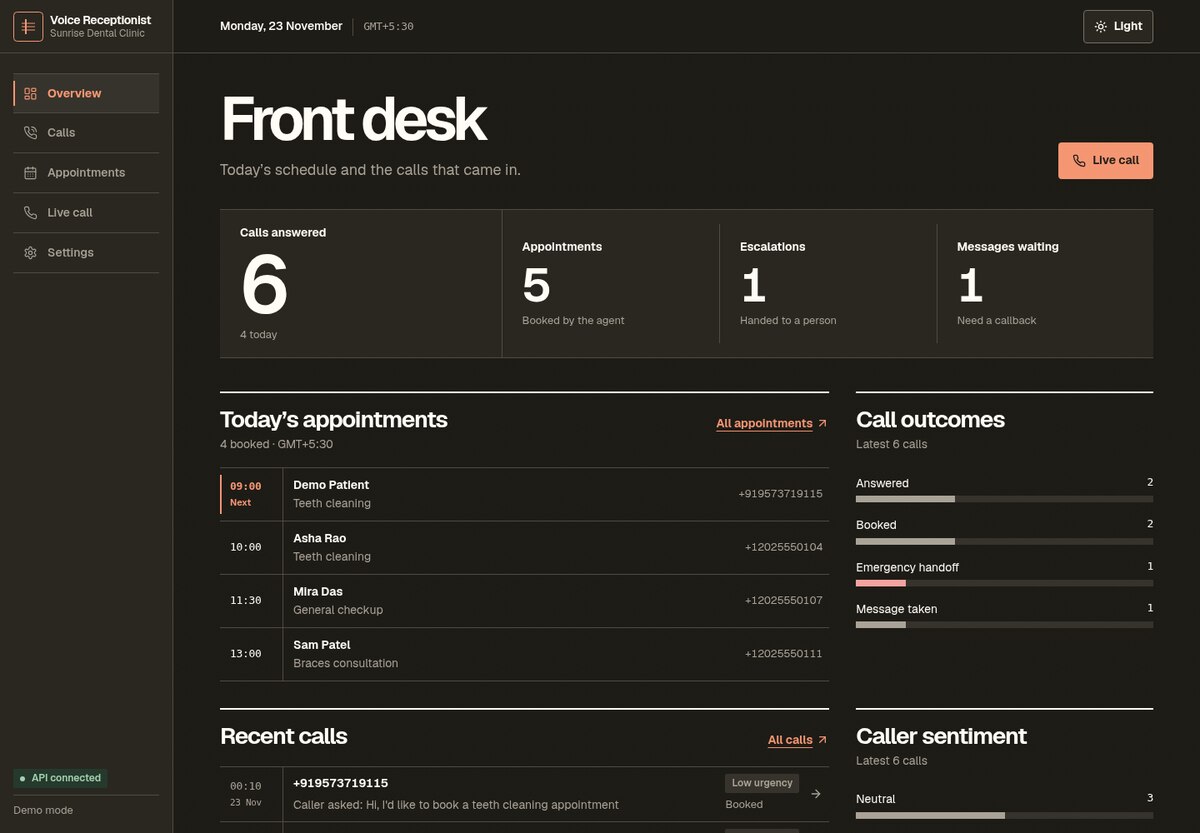 Voice Receptionist
Sunrise Dental Clinic
Overview
Calls
Appointments
Live call
Settings
API connected
Demo mode
Monday, 23 November
GMT+5:30
Light
Front desk
Today's schedule and the calls that came in.
Live call
Calls answered
6
4 today
Appointments
5
Booked by the agent
Escalations
1
Handed to a person
Messages waiting
1
Need a callback
Today's appointments
All appointments
4 booked · GMT+5:30
09:00
Next
Demo Patient
Teeth cleaning
+919573719115
10:00
Asha Rao
Teeth cleaning
+12025550104
11:30
Mira Das
General checkup
+12025550107
13:00
Sam Patel
Braces consultation
+12025550111
Call outcomes
Latest 6 calls
Answered 2
Booked 2
Emergency handoff 1
Message taken 1
Recent calls
All calls
00:10
23 Nov
+919573719115
Caller asked: Hi, I'd like to book a teeth cleaning appointment
Low urgency
Booked
Caller sentiment
Latest 6 calls
Neutral 3